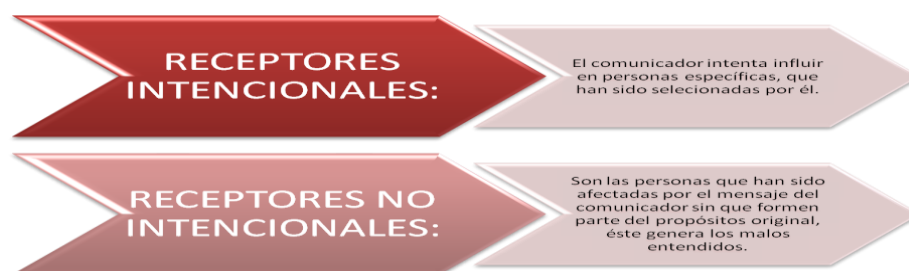 RECEPTORES
INTENCIONALES:
El comunicador intenta influir
en personas específicas, que
han sido selecionadas por él.
RECEPTORES NO
INTENCIONALES:
Son las personas que han sido
afectadas por el mensaje del
comunicador sin que formen
parte del propósitos original,
éste genera los malos
entendidos.